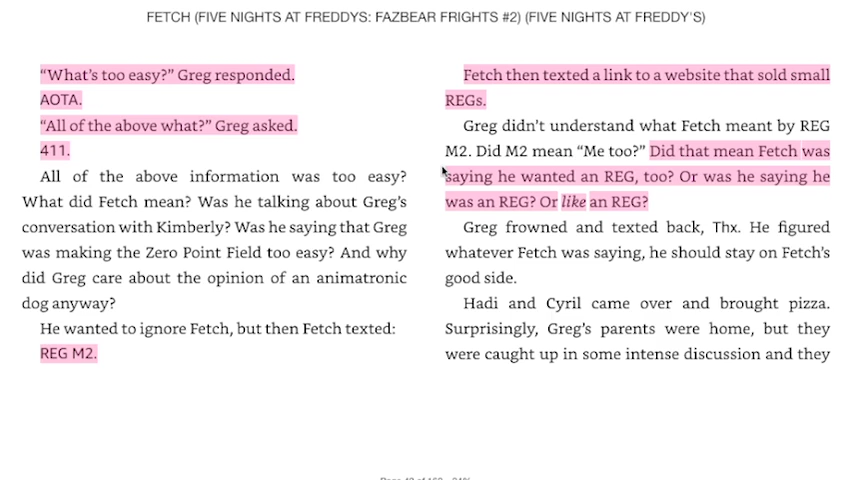 FETCH (FIVE NIGHTS AT FREDDYS: FAZBEAR FRIGHTS #2) (FIVE NIGHTS AT FREDDY'S)
“What’s too easy?” Greg responded.
AOTA.
“All of the above what?” Greg asked.
411.
All of the above information was too easy?
What did Fetch mean? Was he talking about Greg’s
conversation with Kimberly? Was he saying that Greg
was making the Zero Point Field too easy? And why
did Greg care about the opinion of an animatronic
dog anyway?
He wanted to ignore Fetch, but then Fetch texted:
REG M2.
Fetch then texted a link to a website that sold small
REGs.
Greg didn’t understand what Fetch meant by REG
M2. Did M2 mean “Me too?” Did that mean Fetch was
saying he wanted an REG, too? Or was he saying he
was an REG? Or like an REG?
Greg frowned and texted back, Thx. He figured
whatever Fetch was saying, he should stay on Fetch’s
good side.
Hadi and Cyril came over and brought pizza.
Surprisingly, Greg’s parents were home, but they
were caught up in some intense discussion and they